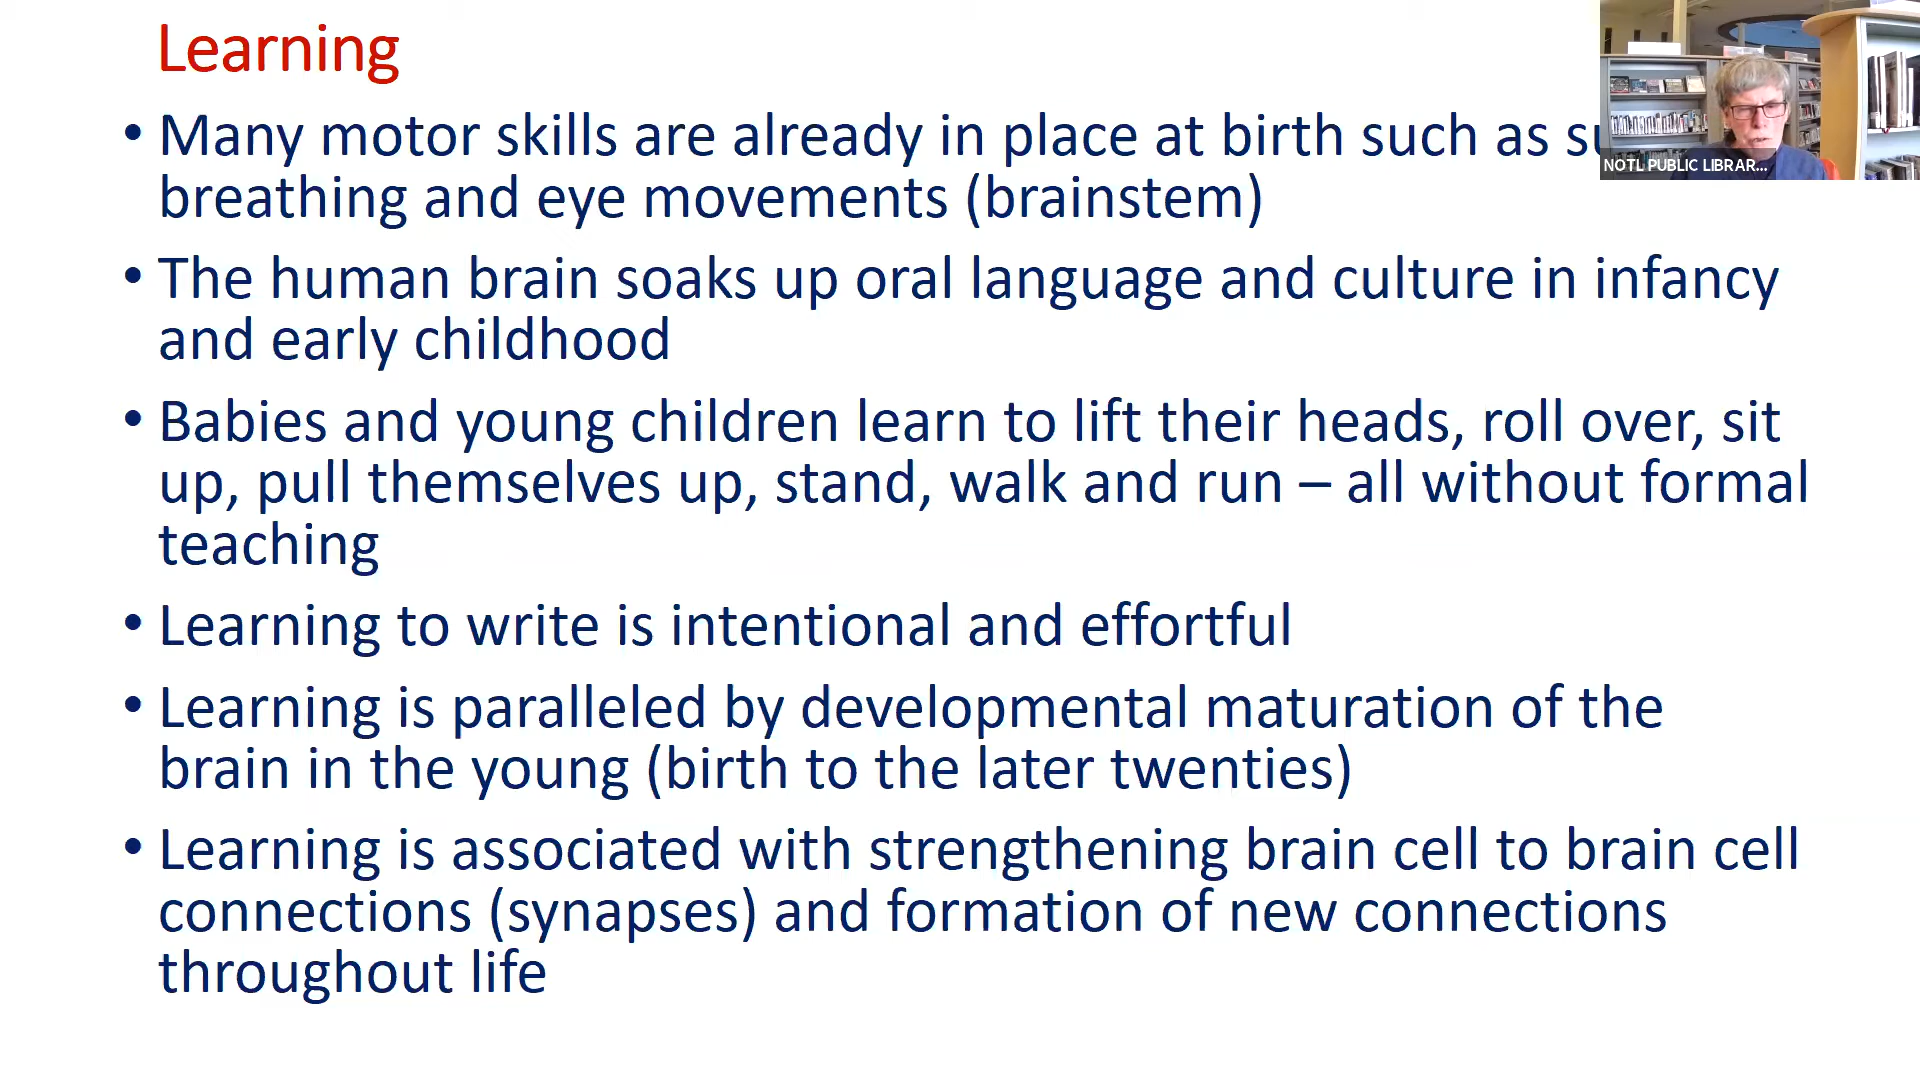 Learning
• Many motor skills are already in place at birth such as
breathing and eye movements (brainstem)
• The human brain soaks up oral language and culture in infancy
and early childhood
• Babies and young children learn to lift their heads, roll over, sit
up, pull themselves up, stand, walk and run – all without formal
teaching
• Learning to write is intentional and effortful
• Learning is paralleled by developmental maturation of the
brain in the young (birth to the later twenties)
• Learning is associated with strengthening brain cell to brain cell
connections (synapses) and formation of new connections
throughout life
NOTL PUBLIC LIBRAR...